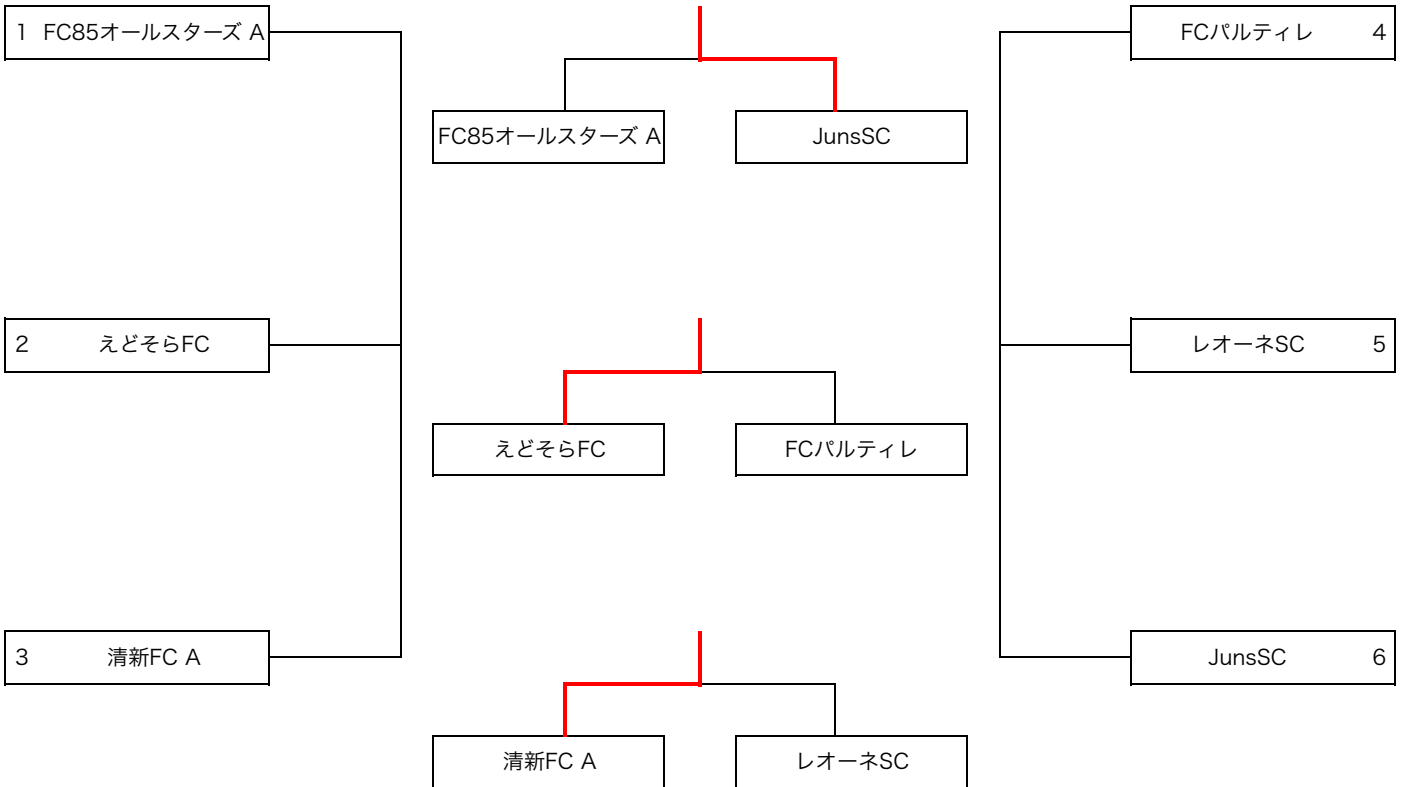 1 FC85オールスターズ A
FCパルティレ 4
FC85オールスターズ A
JunsSC
2 えどそらFC
レオーネSC 5
えどそらFC
FCパルティレ
3 清新FC A
JunsSC 6
清新FC A
レオーネSC